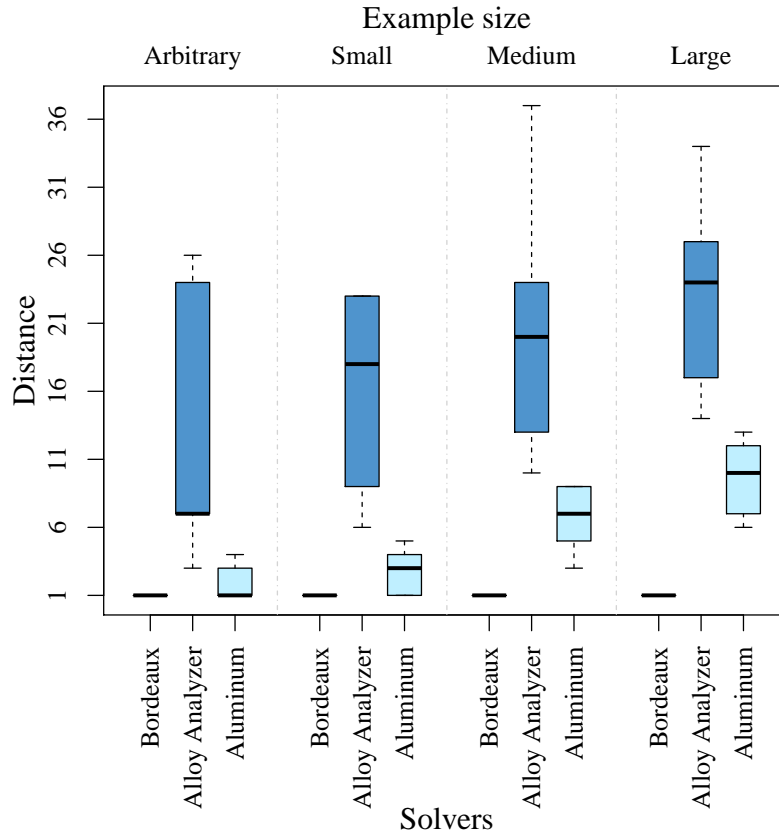 Example size
Arbitrary Small Medium Large
Distance
36
31
26
21
16
11
6
1
Bordeaux
Alloy Analyzer
Aluminum
Bordeaux
Alloy Analyzer
Aluminum
Bordeaux
Alloy Analyzer
Aluminum
Bordeaux
Alloy Analyzer
Aluminum
Solvers